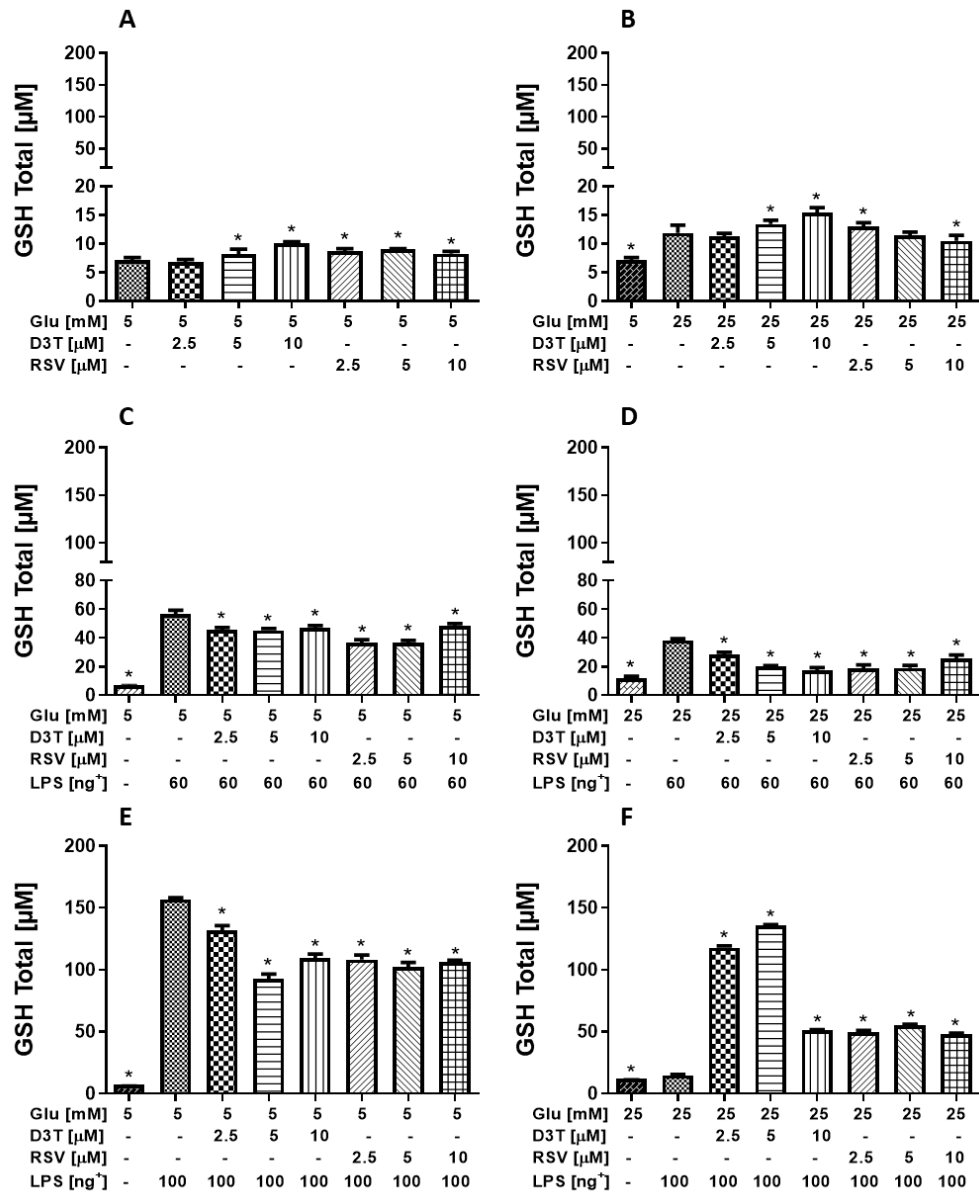 A
GSH Total [µM]
200
150
100
50
20
15
10
5
0
* * * * *
Glu [mM] 5 5 5 5 5 5 5
D3T [µM] - 2.5 5 10 - - -
RSV [µM] - - - - 2.5 5 10
B
GSH Total [µM]
200
150
100
50
20
15
10
5
0
* * * * *
Glu [mM] 5 25 25 25 25 25 25 25
D3T [µM] - - 2.5 5 10 - - -
RSV [µM] - - - - - 2.5 5 10
C
GSH Total [µM]
200
150
100
80
60
40
20
0
* * * * * * *
Glu [mM] 5 5 5 5 5 5 5 5
D3T [µM] - - 2.5 5 10 - - -
RSV [µM] - - - - - 2.5 5 10
LPS [ng⁺] - 60 60 60 60 60 60 60
D
GSH Total [µM]
200
150
100
80
60
40
20
0
* * * * * * *
Glu [mM] 25 25 25 25 25 25 25 25
D3T [µM] - - 2.5 5 10 - - -
RSV [µM] - - - - - 2.5 5 10
LPS [ng⁺] - 60 60 60 60 60 60 60
E
GSH Total [µM]
200
150
100
50
0
* * * * * * *
Glu [mM] 5 5 5 5 5 5 5 5
D3T [µM] - - 2.5 5 10 - - -
RSV [µM] - - - - - 2.5 5 10
LPS [ng⁺] - 100 100 100 100 100 100 100
F
GSH Total [µM]
200
150
100
50
0
* * * * * * *
Glu [mM] 25 25 25 25 25 25 25 25
D3T [µM] - - 2.5 5 10 - - -
RSV [µM] - - - - - 2.5 5 10
LPS [ng⁺] - 100 100 100 100 100 100 100